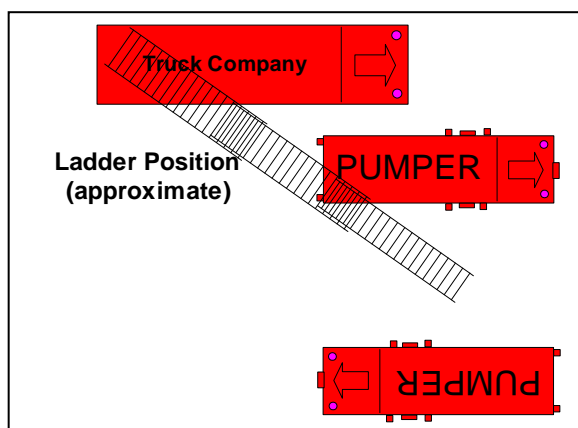 Truck Company
PUMPER
Ladder Position
(approximate)
PUMPER